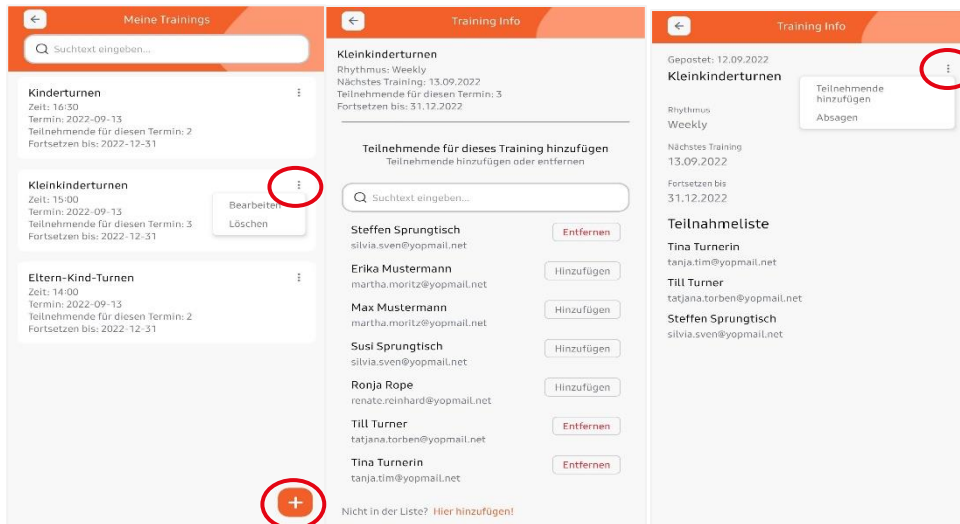 Meine Trainings
Suchtext eingeben...
Kinderturnen
Zeit: 16:30
Termin: 2022-09-13
Teilnehmende für diesen Termin: 2
Fortsetzen bis: 2022-12-31
Kleinkinderturnen
Zeit: 15:00
Termin: 2022-09-13
Teilnehmende für diesen Termin: 3
Fortsetzen bis: 2022-12-31
Bearbeiten
Löschen
Eltern-Kind-Turnen
Zeit: 14:00
Termin: 2022-09-13
Teilnehmende für diesen Termin: 2
Fortsetzen bis: 2022-12-31
Training Info
Kleinkinderturnen
Rhythmus: Weekly
Nächstes Training: 13.09.2022
Teilnehmende für diesen Termin: 3
Fortsetzen bis: 31.12.2022
Teilnehmende für dieses Training hinzufügen
Teilnehmende hinzufügen oder entfernen
Suchtext eingeben...
Steffen Sprungtisch
silvia.sven@yopmail.net
Entfernen
Erika Mustermann
martha.moritz@yopmail.net
Hinzufügen
Max Mustermann
martha.moritz@yopmail.net
Hinzufügen
Susi Sprungtisch
silvia.sven@yopmail.net
Hinzufügen
Ronja Rope
renate.reinhard@yopmail.net
Hinzufügen
Till Turner
tatjana.torben@yopmail.net
Entfernen
Tina Turnerin
tanja.tim@yopmail.net
Entfernen
Nicht in der Liste? Hier hinzufügen!
Training Info
Gepostet: 12.09.2022
Kleinkinderturnen
Teilnehmende
hinzufügen
Absagen
Rhythmus
Weekly
Nächstes Training
13.09.2022
Fortsetzen bis
31.12.2022
Teilnahmeliste
Tina Turnerin
tanja.tim@yopmail.net
Till Turner
tatjana.torben@yopmail.net
Steffen Sprungtisch
silvia.sven@yopmail.net